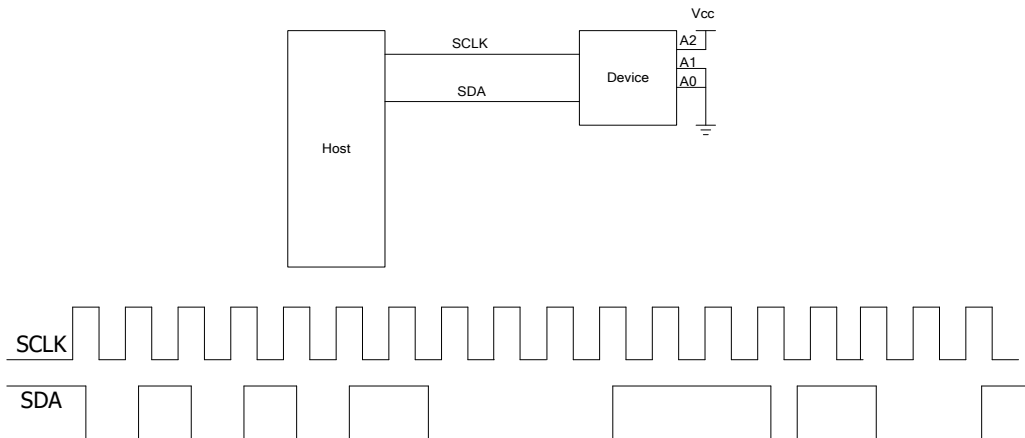 Vcc
SCLK
A2
A1
Device
A0
SDA
Host
SCLK
SDA